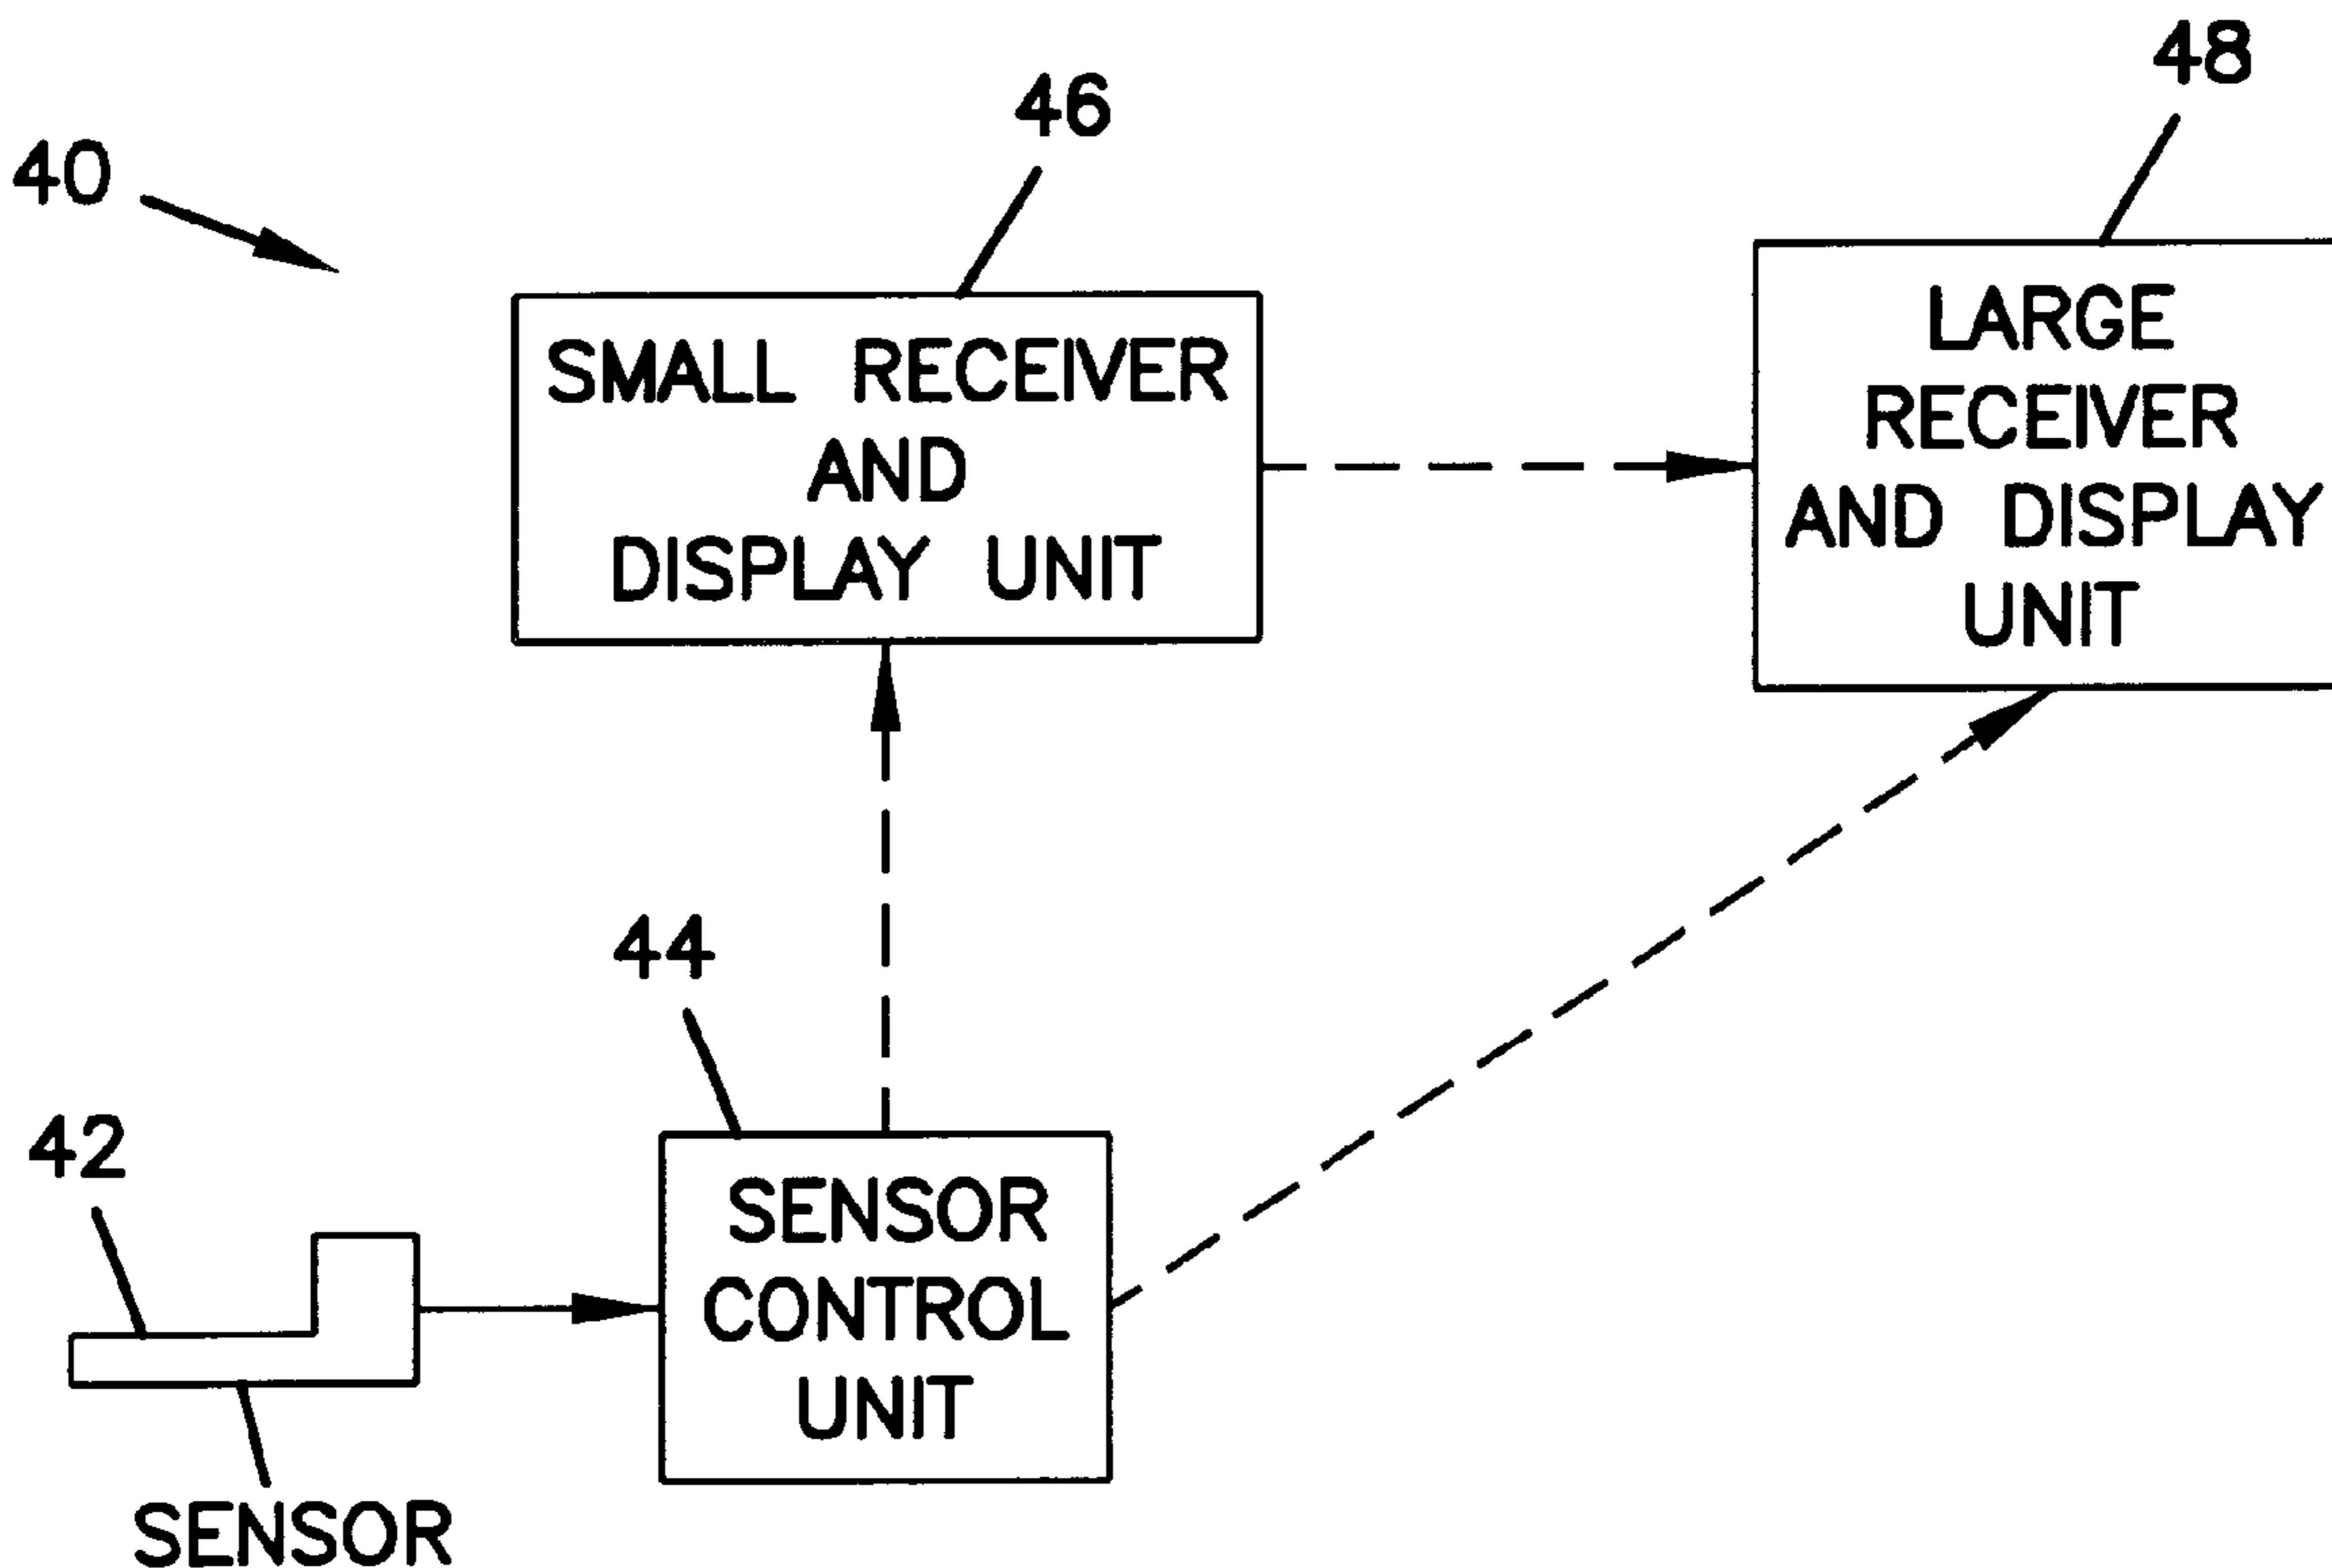 48
46
40
LARGE
RECEIVER
AND DISPLAY
UNIT
SMALL RECEIVER
AND
DISPLAY UNIT
44
42
SENSOR
CONTROL
UNIT
SENSOR